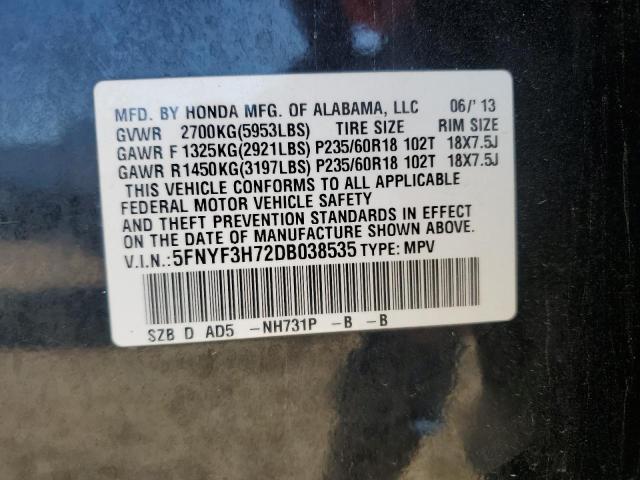 MFD. BY HONDA MFG. OF ALABAMA, LLC 06/'13
GVWR 2700KG(5953LBS) TIRE SIZE RIM SIZE
GAWR F 1325KG(2921LBS) P235/60R18 102T 18X7.5J
GAWR R1450KG(3197LBS) P235/60R18 102T 18X7.5J
THIS VEHICLE CONFORMS TO ALL APPLICABLE
FEDERAL MOTOR VEHICLE SAFETY
AND THEFT PREVENTION STANDARDS IN EFFECT
ON THE DATE OF MANUFACTURE SHOWN ABOVE.
V.I.N.:5FNYF3H72DB038535 TYPE: MPV
SZB D AD5 -NH731P -B -B